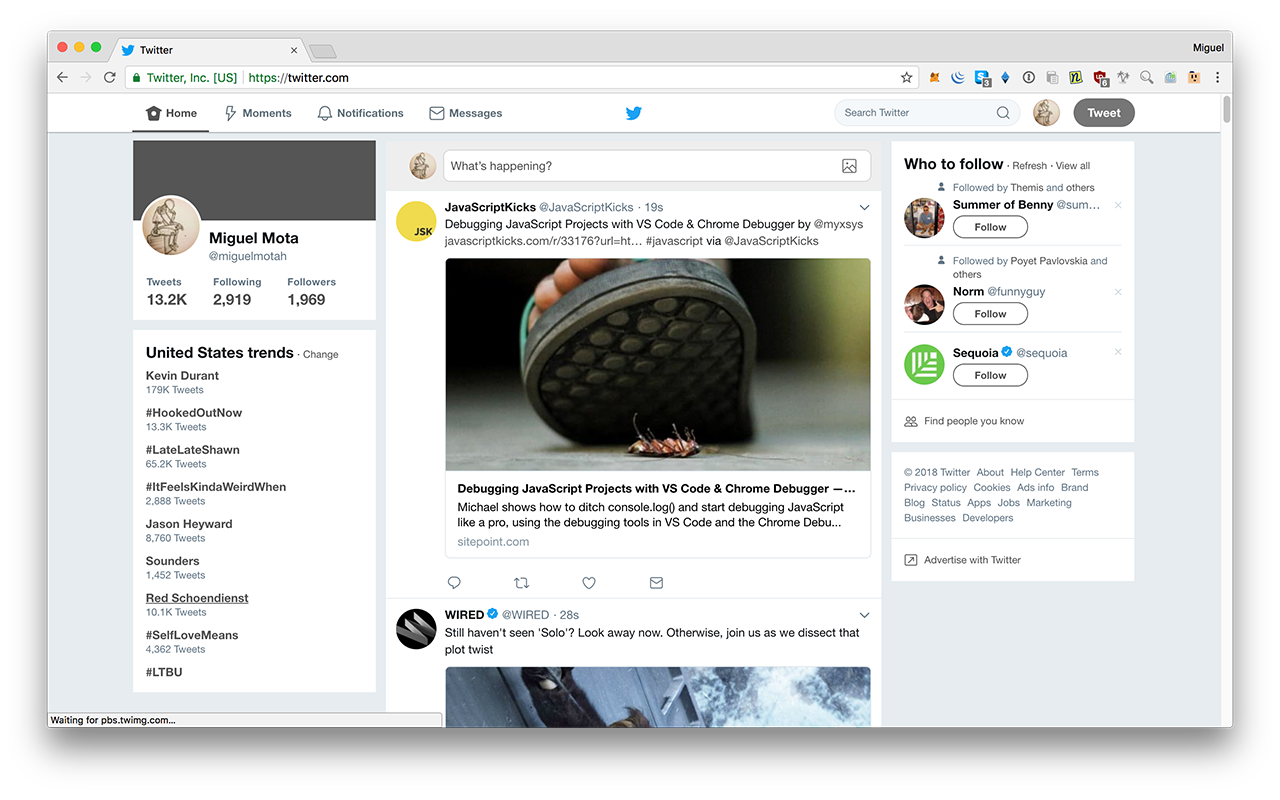 Twitter
Miguel
Twitter, Inc. [US]
https://twitter.com
3
6
Home
Moments
Notifications
Messages
Search Twitter
Tweet
Miguel Mota
@miguelmotah
Tweets Following Followers
13.2K 2,919 1,969
United States trends · Change
Kevin Durant
179K Tweets
#HookedOutNow
13.3K Tweets
#LateLateShawn
65.2K Tweets
#ItFeelsKindaWeirdWhen
2,888 Tweets
Jason Heyward
8,760 Tweets
Sounders
1,452 Tweets
Red Schoendienst
10.1K Tweets
#SelfLoveMeans
4,362 Tweets
#LTBU
What's happening?
JSK
JavaScriptKicks @JavaScriptKicks · 19s
Debugging JavaScript Projects with VS Code & Chrome Debugger by @myxsys
javascriptkicks.com/r/33176?url=ht… #javascript via @JavaScriptKicks
Debugging JavaScript Projects with VS Code & Chrome Debugger —...
Michael shows how to ditch console.log() and start debugging JavaScript
like a pro, using the debugging tools in VS Code and the Chrome Debu...
sitepoint.com
WIRED @WIRED · 28s
Still haven't seen 'Solo'? Look away now. Otherwise, join us as we dissect that
plot twist
Who to follow · Refresh · View all
Followed by Themis and others
Summer of Benny @sum…
Follow
Followed by Poyet Pavlovskia and
others
Norm @funnyguy
Follow
Sequoia @sequoia
Follow
Find people you know
© 2018 Twitter About Help Center Terms
Privacy policy Cookies Ads info Brand
Blog Status Apps Jobs Marketing
Businesses Developers
Advertise with Twitter
Waiting for pbs.twimg.com...